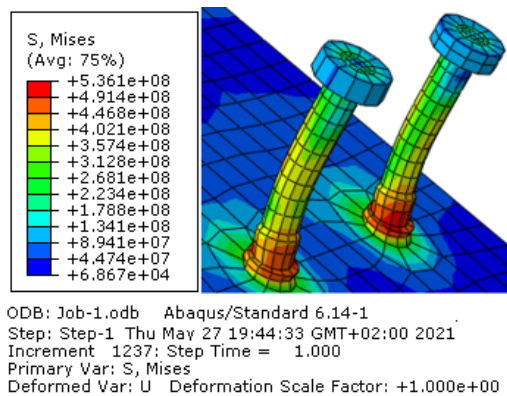 S, Mises
(Avg: 75%)
+5.361e+08
+4.914e+08
+4.468e+08
+4.021e+08
+3.574e+08
+3.128e+08
+2.681e+08
+2.234e+08
+1.788e+08
+1.341e+08
+8.941e+07
+4.474e+07
+6.867e+04
ODB: Job-1.odb Abaqus/Standard 6.14-1
Step: Step-1 Thu May 27 19:44:33 GMT+02:00 2021
Increment 1237: Step Time = 1.000
Primary Var: S, Mises
Deformed Var: U Deformation Scale Factor: +1.000e+00